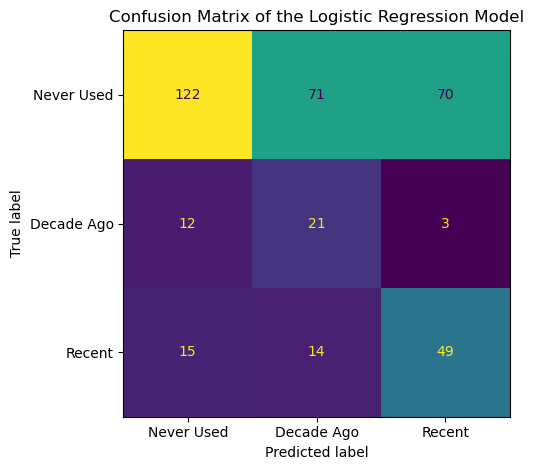 Confusion Matrix of the Logistic Regression Model
True label
Never Used 122 71 70
Decade Ago 12 21 3
Recent 15 14 49
Never Used Decade Ago Recent
Predicted label